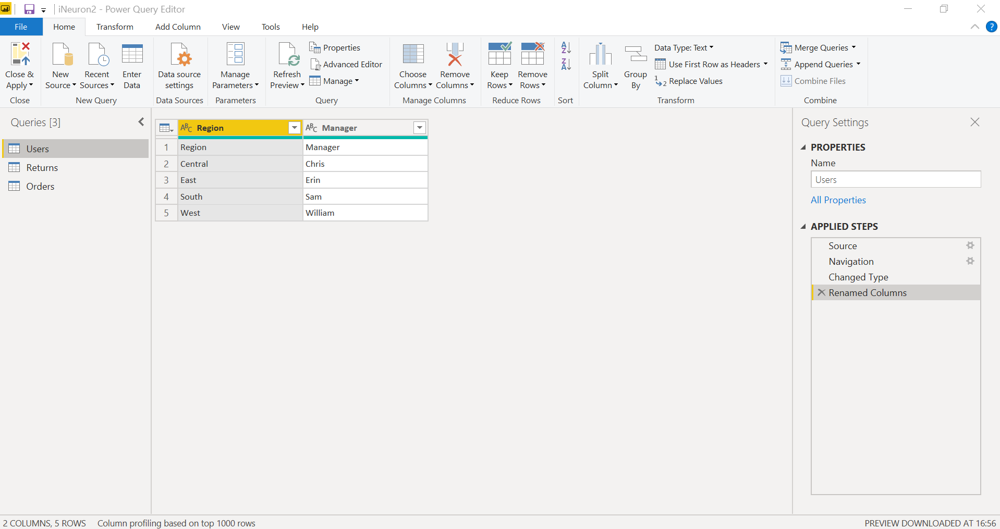 iNeuron2 - Power Query Editor
File Home Transform Add Column View Tools Help
Close & Apply
Close
New Source
Recent Sources
Enter Data
New Query
Data source settings
Data Sources
Manage Parameters
Parameters
Refresh Preview
Properties
Advanced Editor
Manage
Query
Choose Columns
Remove Columns
Manage Columns
Keep Rows
Remove Rows
Reduce Rows
A Z
Z A
Sort
Split Column
Group By
Data Type: Text
Use First Row as Headers
1 2 Replace Values
Transform
Merge Queries
Append Queries
Combine Files
Combine
?
Queries [3]
Users
Returns
Orders
ABC Region ABC Manager
1 Region Manager
2 Central Chris
3 East Erin
4 South Sam
5 West William
Query Settings
PROPERTIES
Name
Users
All Properties
APPLIED STEPS
Source
Navigation
Changed Type
Renamed Columns
2 COLUMNS, 5 ROWS Column profiling based on top 1000 rows
PREVIEW DOWNLOADED AT 16:56